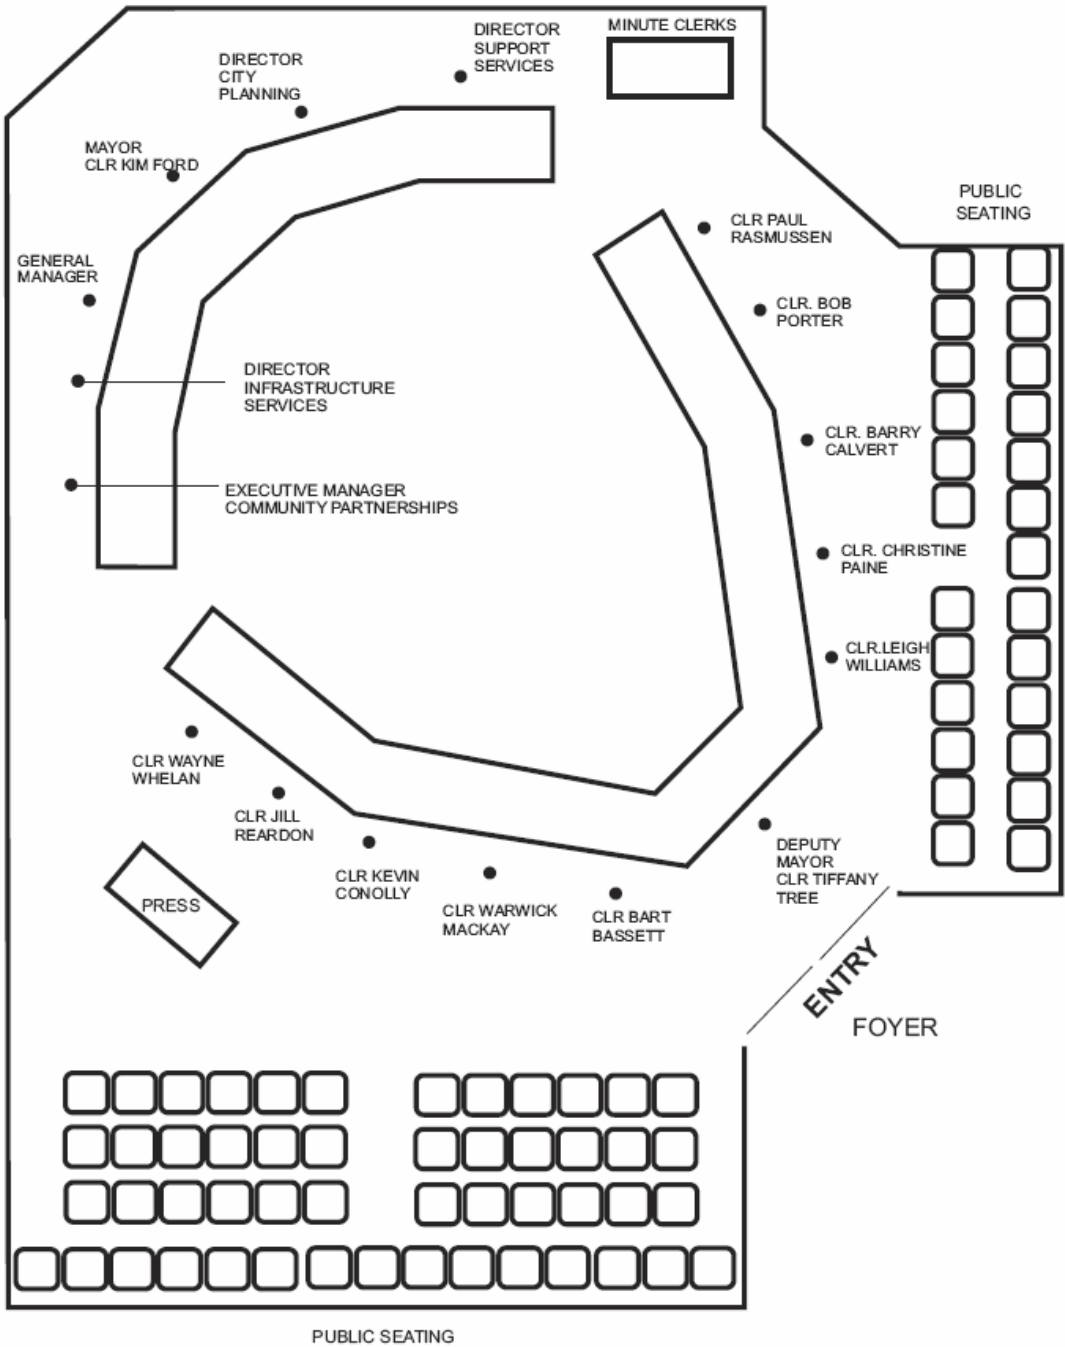 DIRECTOR
SUPPORT
SERVICES
MINUTE CLERKS
DIRECTOR
CITY
PLANNING
MAYOR
CLR KIM FORD
GENERAL
MANAGER
DIRECTOR
INFRASTRUCTURE
SERVICES
EXECUTIVE MANAGER
COMMUNITY PARTNERSHIPS
CLR PAUL
RASMUSSEN
CLR. BOB
PORTER
CLR. BARRY
CALVERT
CLR. CHRISTINE
PAINE
CLR.LEIGH
WILLIAMS
PUBLIC
SEATING
CLR WAYNE
WHELAN
CLR JILL
REARDON
CLR KEVIN
CONOLLY
CLR WARWICK
MACKAY
CLR BART
BASSETT
DEPUTY
MAYOR
CLR TIFFANY
TREE
PRESS
ENTRY
FOYER
PUBLIC SEATING